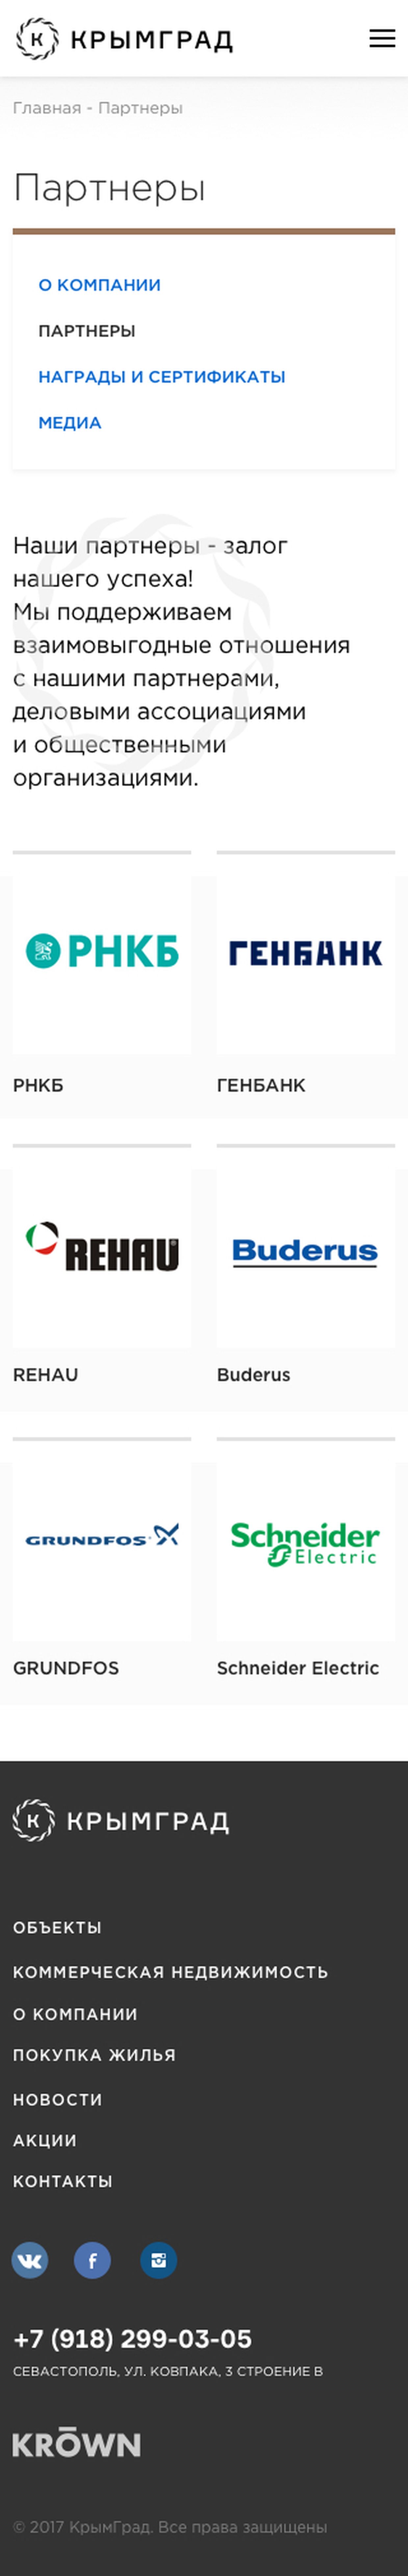 К КРЫМГРАД
Главная - Партнеры
Партнеры
О КОМПАНИИ
ПАРТНЕРЫ
НАГРАДЫ И СЕРТИФИКАТЫ
МЕДИА
Наши партнеры - залог
нашего успеха!
Мы поддерживаем
взаимовыгодные отношения
с нашими партнерами,
деловыми ассоциациями
и общественными
организациями.
РНКБ
ГЕНБАНК
РНКБ
ГЕНБАНК
REHAU
Buderus
REHAU
Buderus
GRUNDFOS
Schneider
Electric
GRUNDFOS
Schneider Electric
К КРЫМГРАД
ОБЪЕКТЫ
КОММЕРЧЕСКАЯ НЕДВИЖИМОСТЬ
О КОМПАНИИ
ПОКУПКА ЖИЛЬЯ
НОВОСТИ
АКЦИИ
КОНТАКТЫ
+7 (918) 299-03-05
СЕВАСТОПОЛЬ, УЛ. КОВПАКА, 3 СТРОЕНИЕ В
KRŌWN
© 2017 КрымГрад. Все права защищены